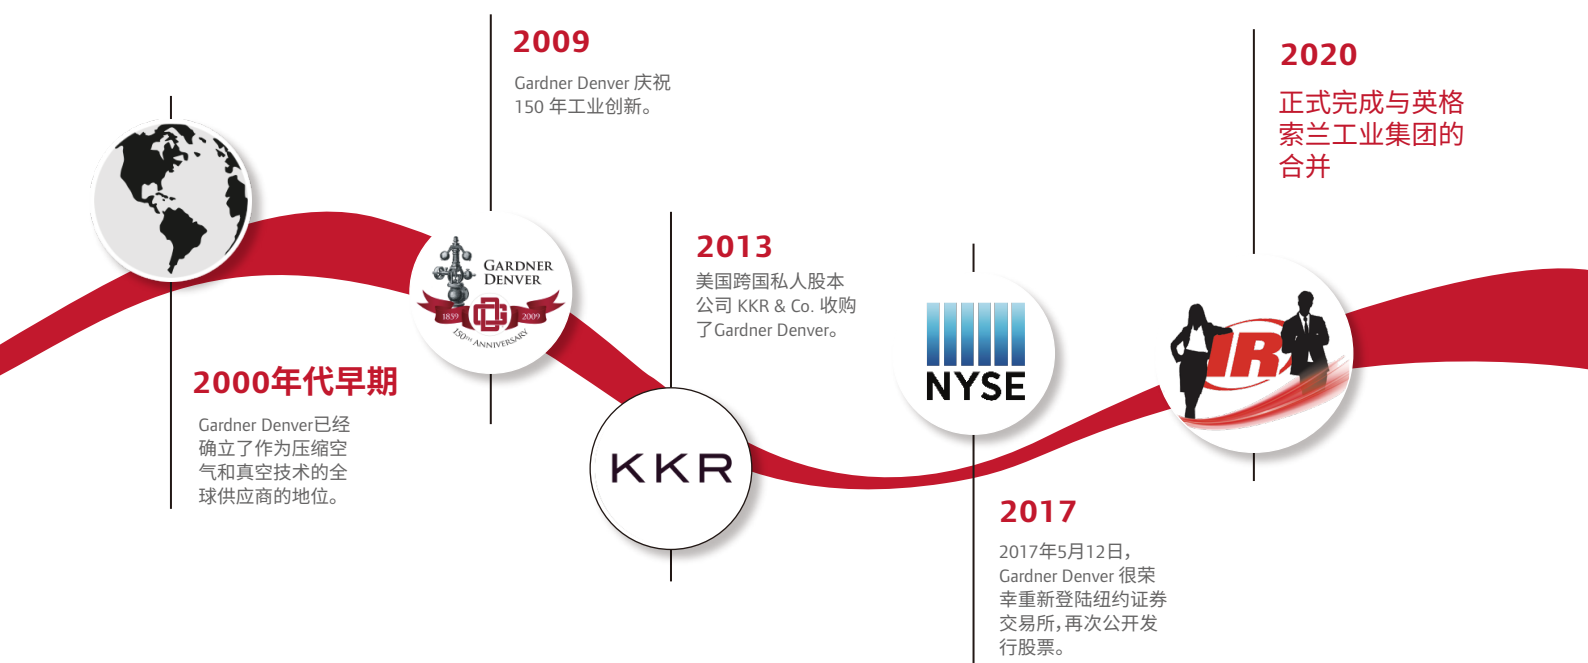 2000年代早期
Gardner Denver已经
确立了作为压缩空
气和真空技术的全
球供应商的地位。
2009
Gardner Denver 庆祝
150 年工业创新。
GARDNER
DENVER
1859
2009
150TH ANNIVERSARY
2013
美国跨国私人股本
公司 KKR & Co. 收购
了Gardner Denver。
KKR
NYSE
2017
2017年5月12日，
Gardner Denver 很荣
幸重新登陆纽约证券
交易所，再次公开发
行股票。
2020
正式完成与英格
索兰工业集团的
合并
IR